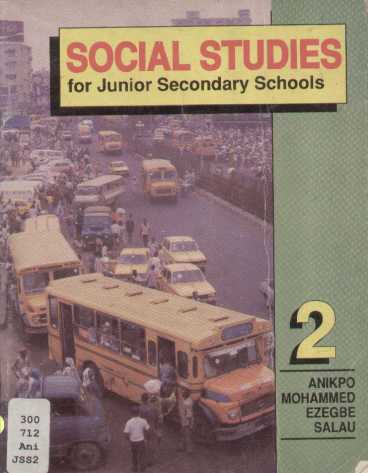 SOCIAL STUDIES
for Junior Secondary Schools
2
ANIKPO
MOHAMMED
EZEGBE
SALAU
300
712
Ani
JSS2